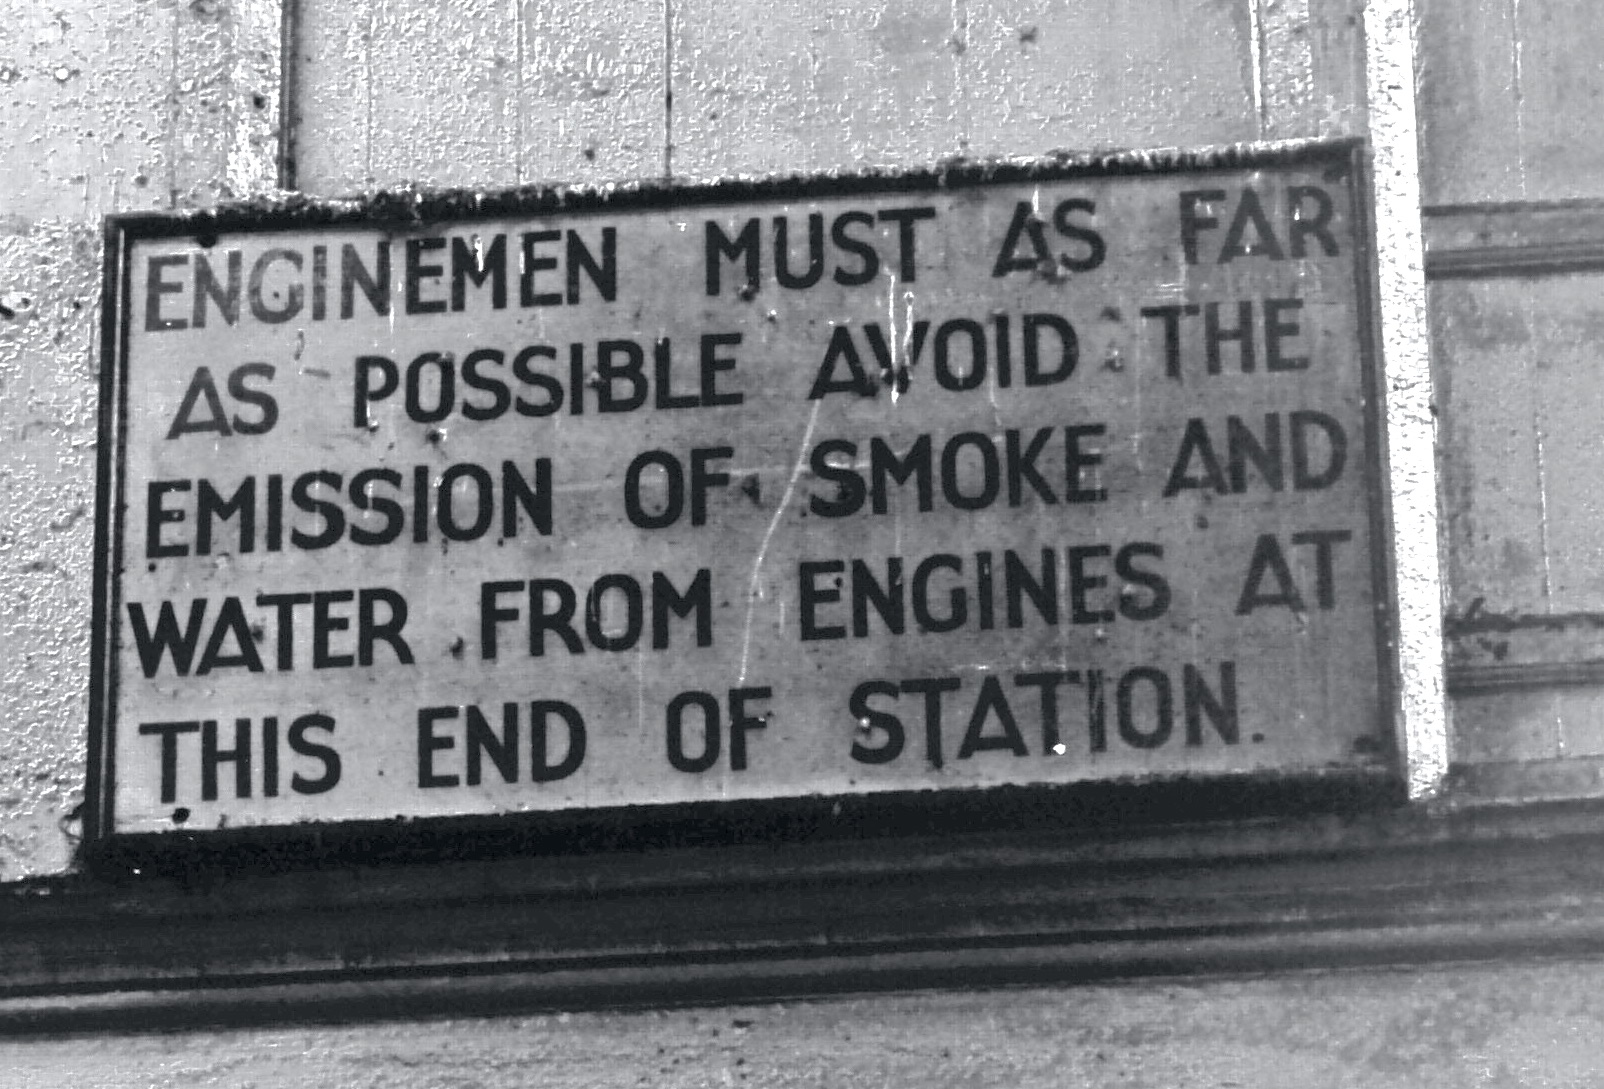 ENGINEMEN MUST AS FAR
AS POSSIBLE AVOID THE
EMISSION OF SMOKE AND
WATER FROM ENGINES AT
THIS END OF STATION.